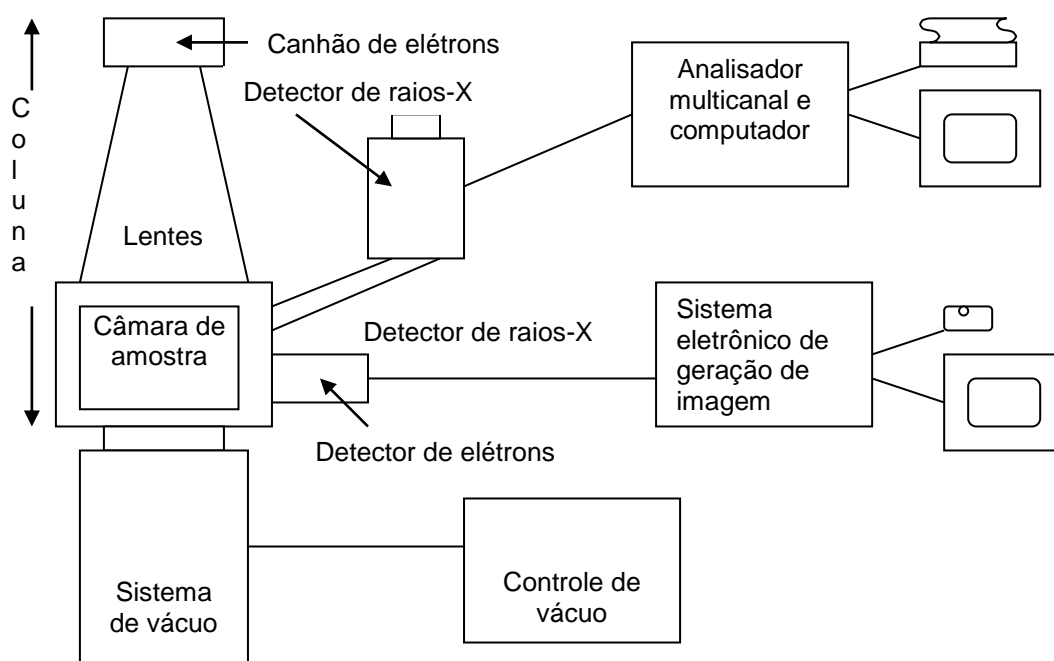 Canhão de elétrons
Detector de raios-X
Analisador
multicanal e
computador
Coluna
Lentes
Câmara de
amostra
Detector de raios-X
Sistema
eletrônico de
geração de
imagem
Detector de elétrons
Sistema
de vácuo
Controle de
vácuo